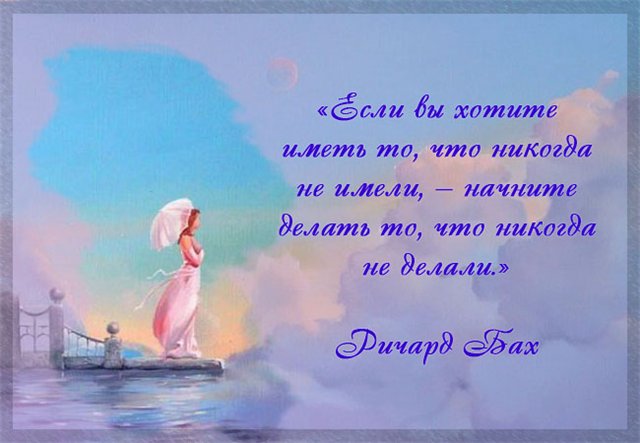 «Если вы хотите
иметь то, что никогда
не имели, – начните
делать то, что никогда
не делали.»
Ричард Бах